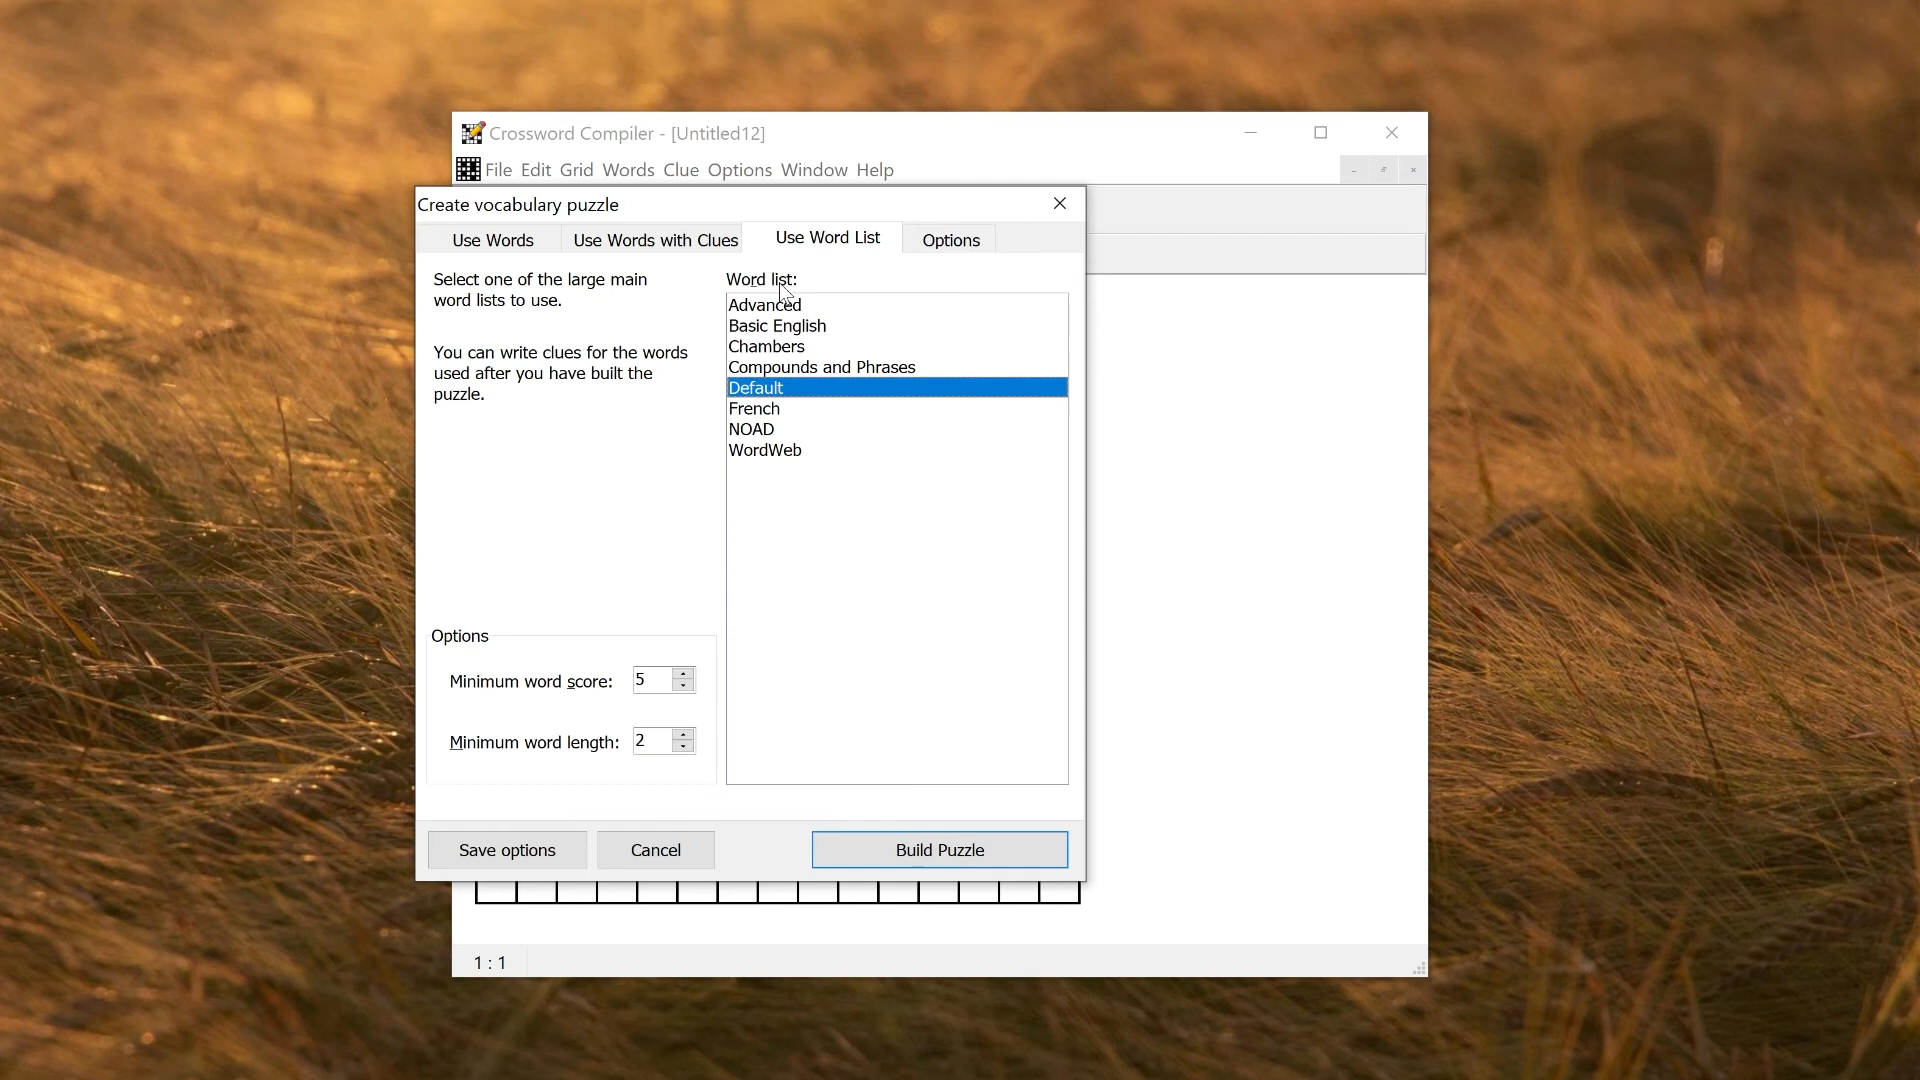 Crossword Compiler - [Untitled12]
File Edit Grid Words Clue Options Window Help
Create vocabulary puzzle
Use Words Use Words with Clues Use Word List Options
Select one of the large main
word lists to use.
You can write clues for the words
used after you have built the
puzzle.
Word list:
Advanced
Basic English
Chambers
Compounds and Phrases
Default
French
NOAD
WordWeb
Options
Minimum word score: 5
Minimum word length: 2
Save options Cancel Build Puzzle
1 : 1